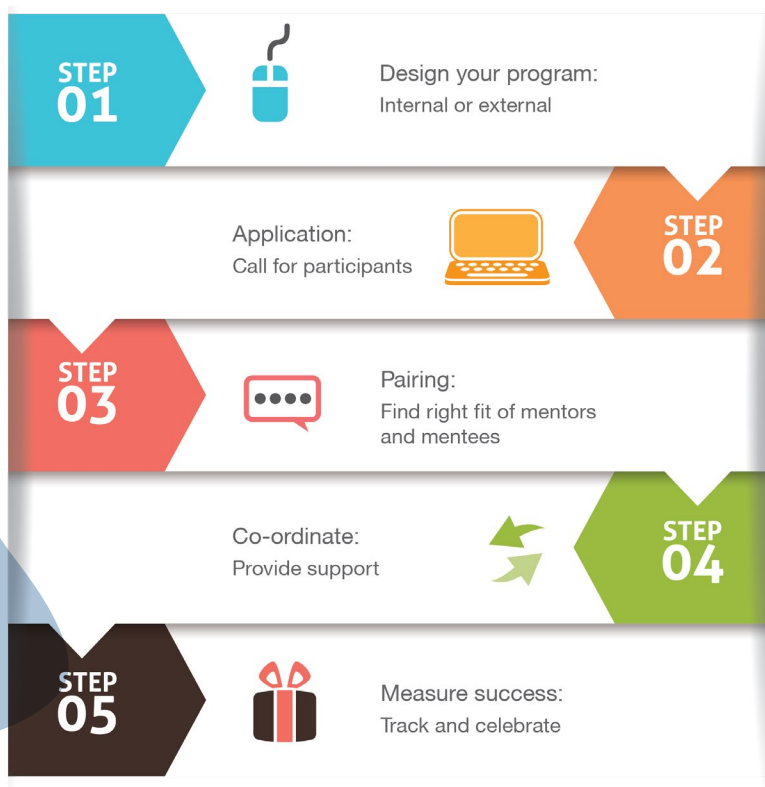 STEP
01
Design your program:
Internal or external
Application:
Call for participants
STEP
02
STEP
03
Pairing:
Find right fit of mentors
and mentees
Co-ordinate:
Provide support
STEP
04
STEP
05
Measure success:
Track and celebrate